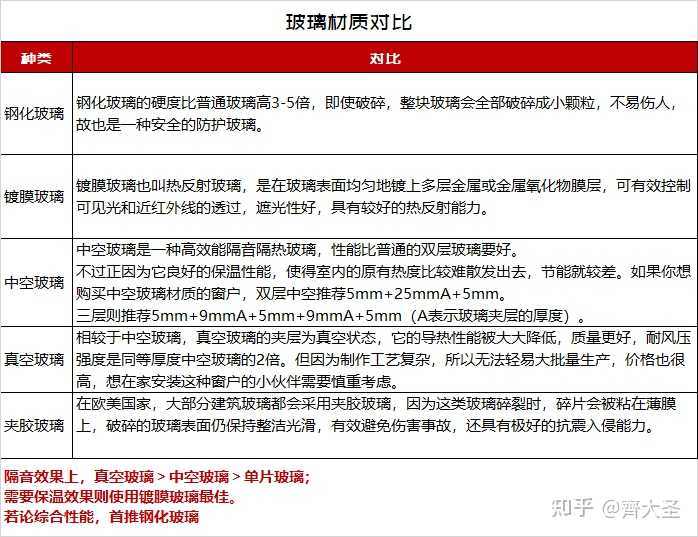 玻璃材质对比
种类
对比
钢化玻璃
钢化玻璃的硬度比普通玻璃高3-5倍，即使破碎，整块玻璃会全部破碎成小颗粒，不易伤人，
故也是一种安全的防护玻璃。
镀膜玻璃
镀膜玻璃也叫热反射玻璃，是在玻璃表面均匀地镀上多层金属或金属氧化物膜层，可有效控制
可见光和近红外线的透过，遮光性好，具有较好的热反射能力。
中空玻璃
中空玻璃是一种高效能隔音隔热玻璃，性能比普通的双层玻璃要好。
不过正因为它良好的保温性能，使得室内的原有热度比较难散发出去，节能就较差。如果你想
购买中空玻璃材质的窗户，双层中空推荐5mm+25mmA+5mm。
三层则推荐5mm+9mmA+5mm+9mmA+5mm（A表示玻璃夹层的厚度）。
真空玻璃
相较于中空玻璃，真空玻璃的夹层为真空状态，它的导热性能被大大降低，质量更好，耐风压
强度是同等厚度中空玻璃的2倍。但因为制作工艺复杂，所以无法轻易大批量生产，价格也很
高，想在家安装这种窗户的小伙伴需要慎重考虑。
夹胶玻璃
在欧美国家，大部分建筑玻璃都会采用夹胶玻璃，因为这类玻璃碎裂时，碎片会被粘在薄膜
上，破碎的玻璃表面仍保持整洁光滑，有效避免伤害事故，还具有极好的抗震入侵能力。
隔音效果上，真空玻璃＞中空玻璃＞单片玻璃；
需要保温效果则使用镀膜玻璃最佳。
若论综合性能，首推钢化玻璃
知乎 @齊大圣